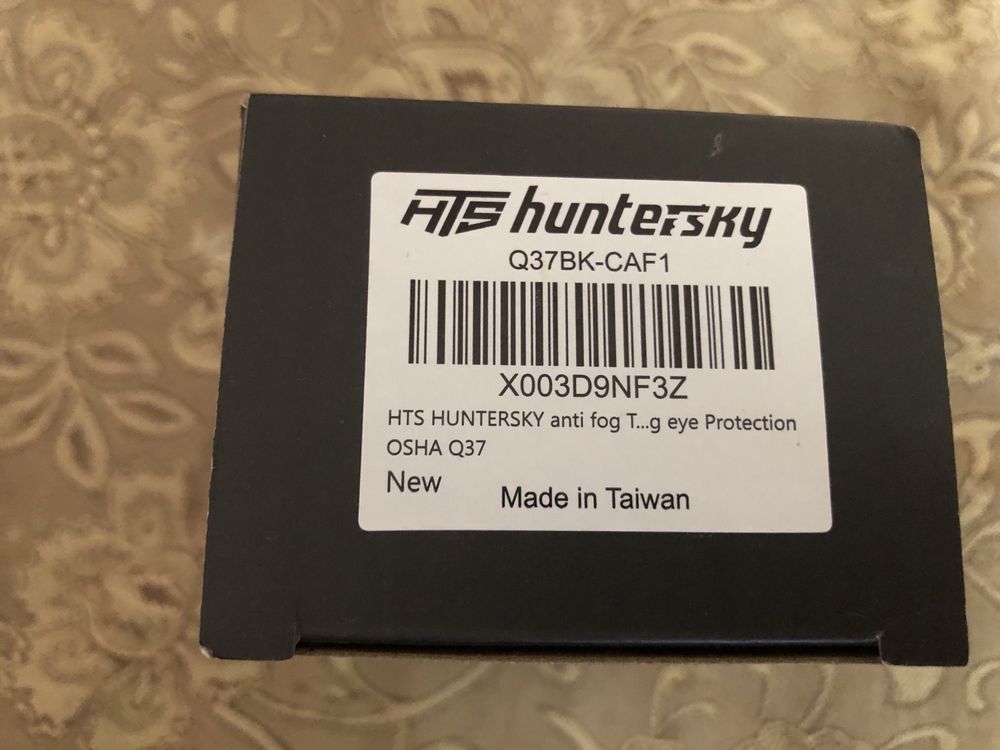 HTS huntersky
Q37BK-CAF1
X003D9NF3Z
HTS HUNTERSKY anti fog T...g eye Protection
OSHA Q37
New
Made in Taiwan